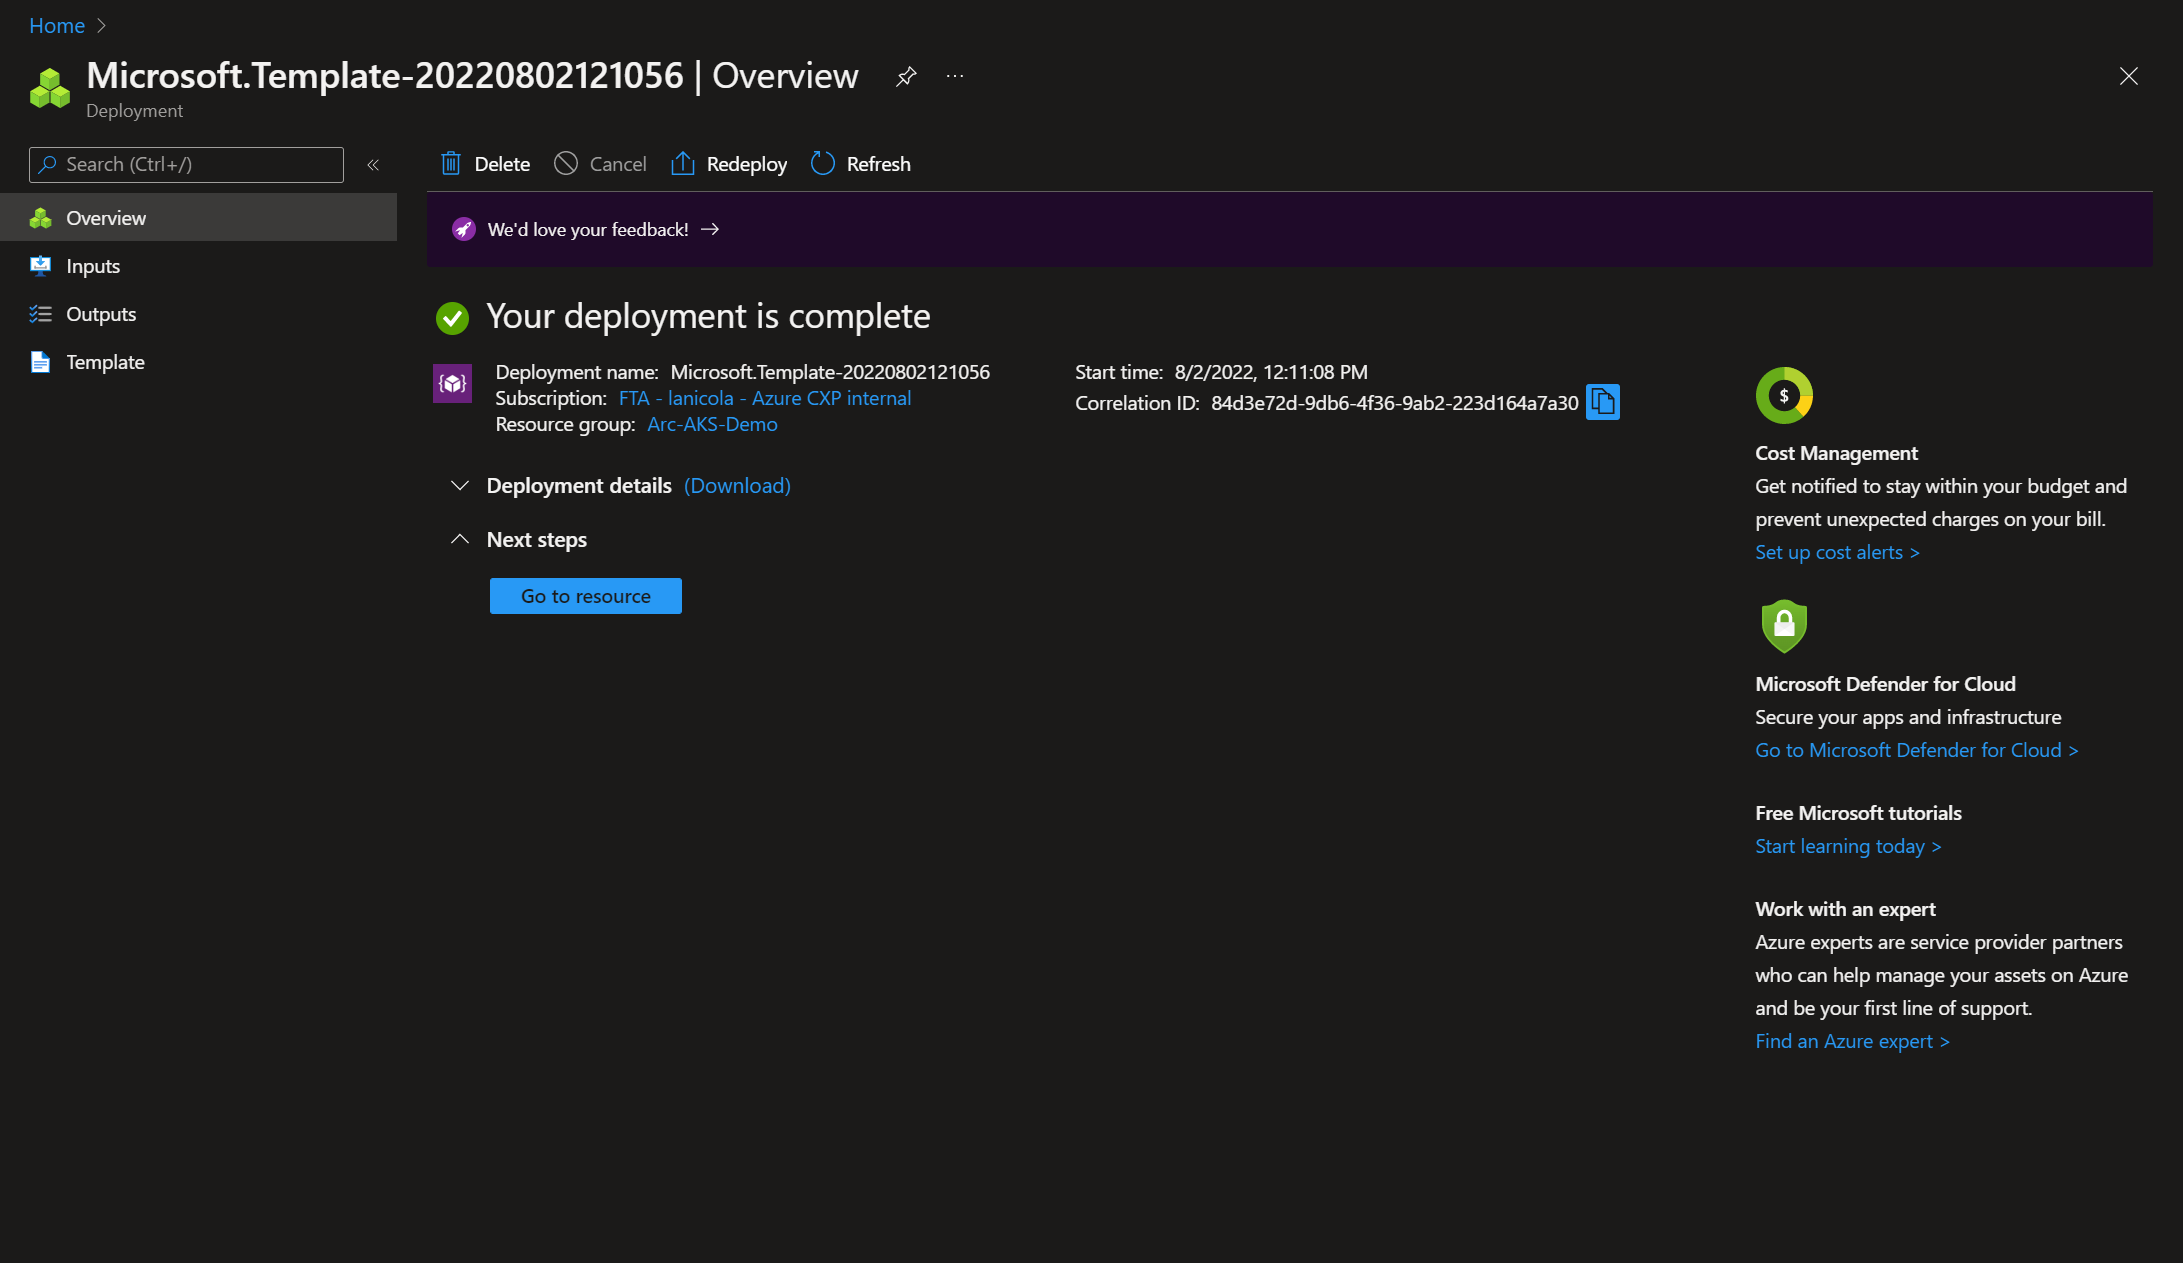 Home
Microsoft.Template-20220802121056 | Overview
Deployment
Search (Ctrl+/)
Overview
Inputs
Outputs
Template
Delete
Cancel
Redeploy
Refresh
We'd love your feedback!
Your deployment is complete
Deployment name: Microsoft.Template-20220802121056
Subscription: FTA - lanicola - Azure CXP internal
Resource group: Arc-AKS-Demo
Start time: 8/2/2022, 12:11:08 PM
Correlation ID: 84d3e72d-9db6-4f36-9ab2-223d164a7a30
Deployment details (Download)
Next steps
Go to resource
$
Cost Management
Get notified to stay within your budget and
prevent unexpected charges on your bill.
Set up cost alerts >
Microsoft Defender for Cloud
Secure your apps and infrastructure
Go to Microsoft Defender for Cloud >
Free Microsoft tutorials
Start learning today >
Work with an expert
Azure experts are service provider partners
who can help manage your assets on Azure
and be your first line of support.
Find an Azure expert >